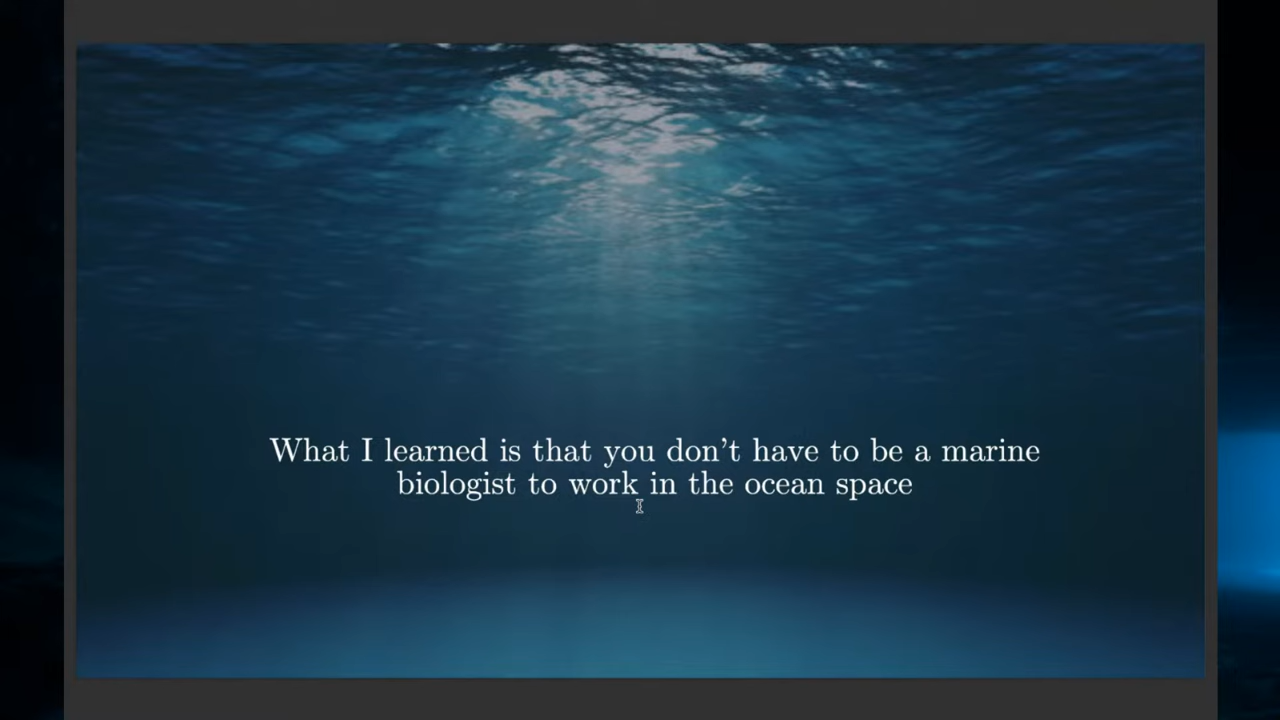 What I learned is that you don't have to be a marine
biologist to work in the ocean space